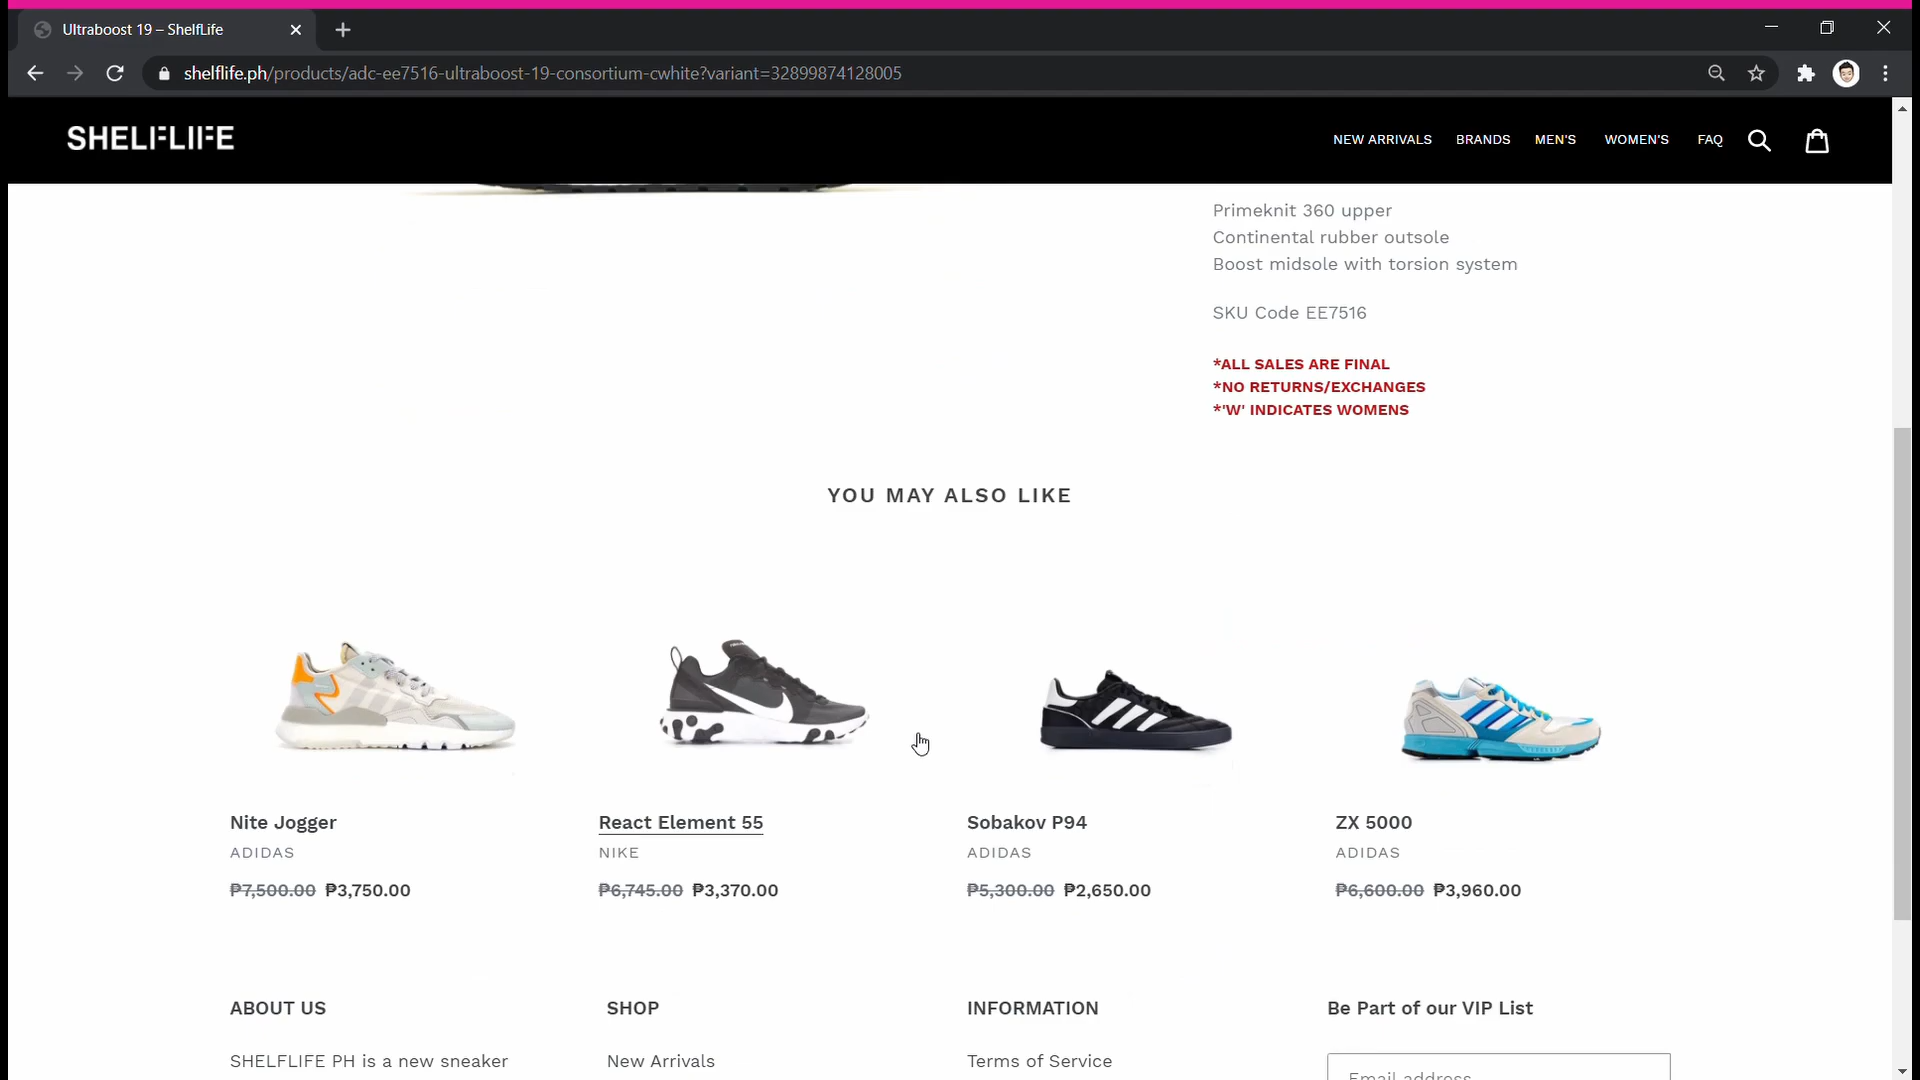 Ultraboost 19 – ShelfLife
shelflife.ph/products/adc-ee7516-ultraboost-19-consortium-cwhite?variant=32899874128005
SHELFLIFE
NEW ARRIVALS BRANDS MEN'S WOMEN'S FAQ
Primeknit 360 upper
Continental rubber outsole
Boost midsole with torsion system
SKU Code EE7516
*ALL SALES ARE FINAL
*NO RETURNS/EXCHANGES
*'W' INDICATES WOMENS
YOU MAY ALSO LIKE
Nite Jogger
ADIDAS
₱7,500.00 ₱3,750.00
React Element 55
NIKE
₱6,745.00 ₱3,370.00
Sobakov P94
ADIDAS
₱5,300.00 ₱2,650.00
ZX 5000
ADIDAS
₱6,600.00 ₱3,960.00
ABOUT US
SHELFLIFE PH is a new sneaker
SHOP
New Arrivals
INFORMATION
Terms of Service
Be Part of our VIP List
Email address